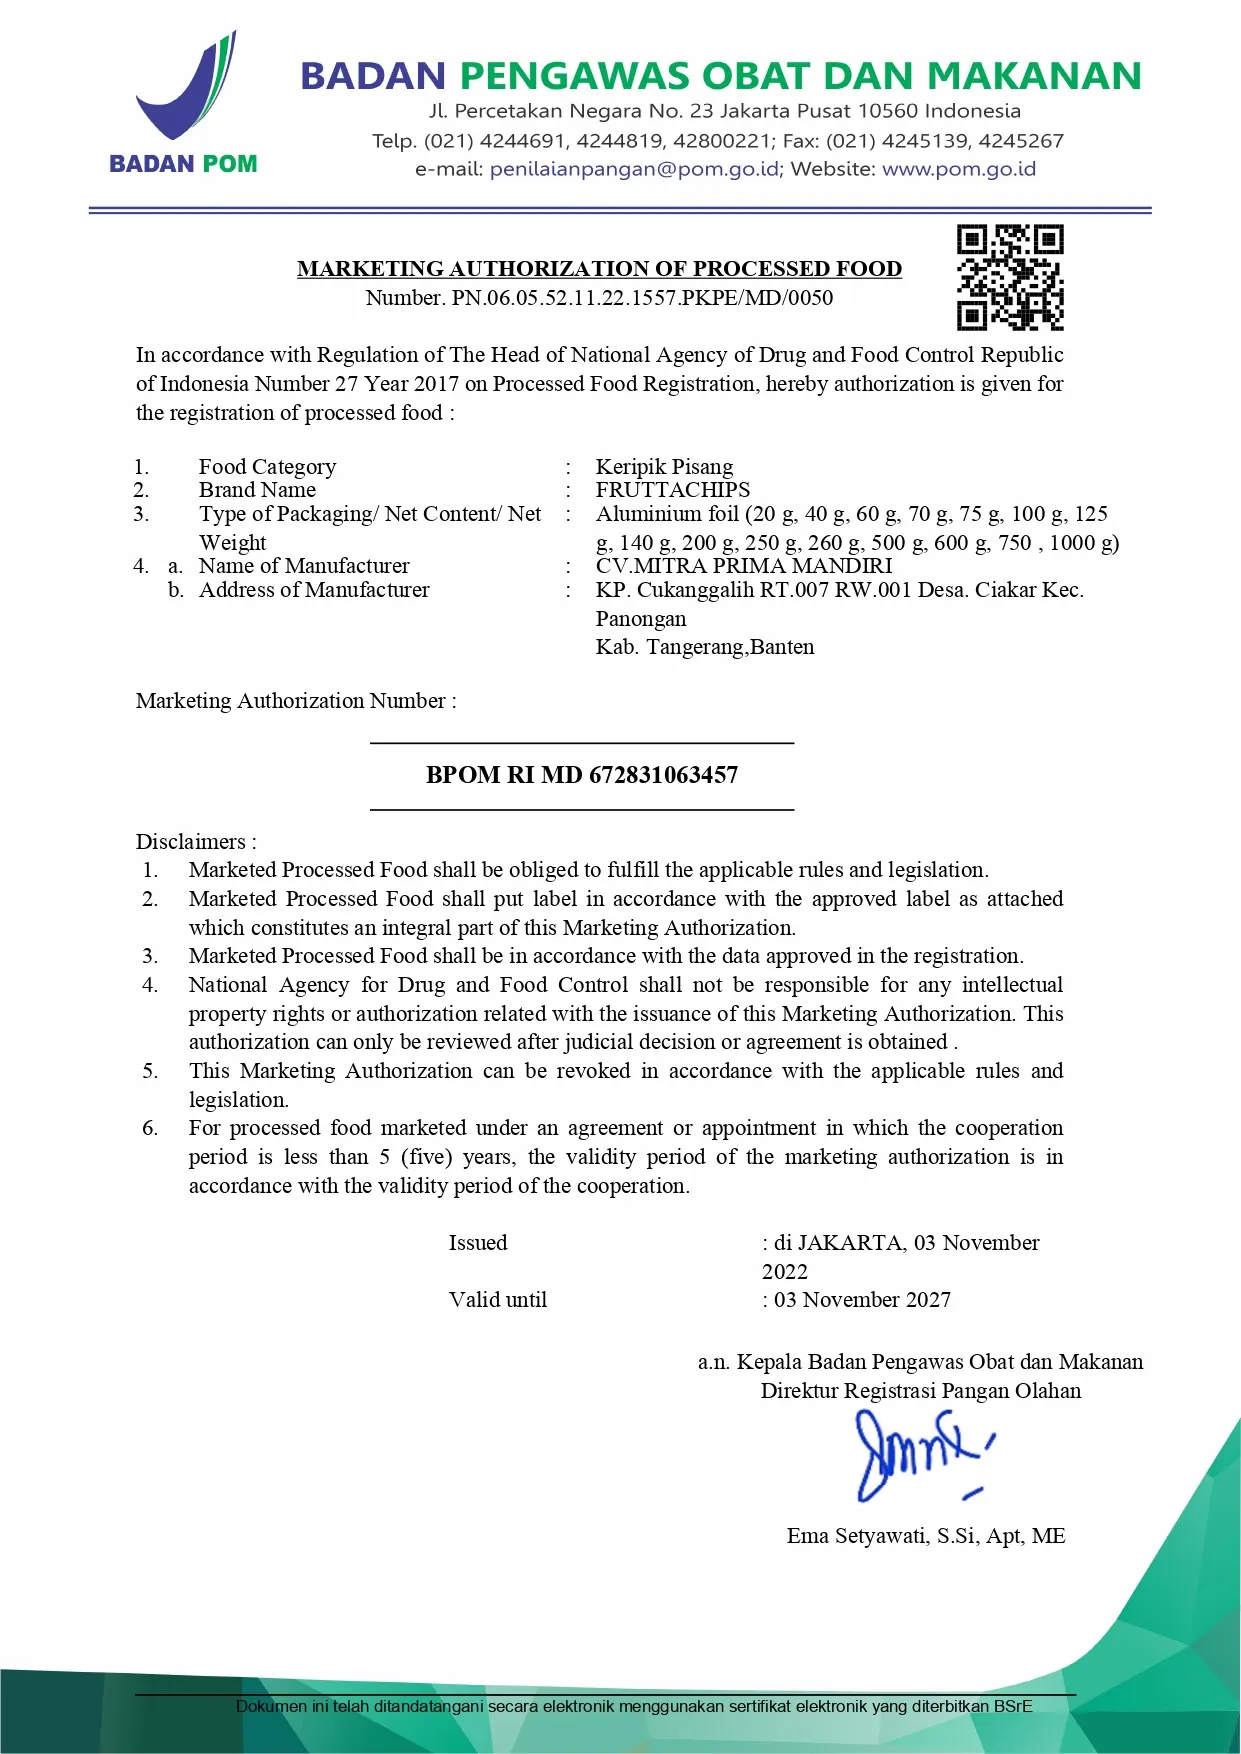 BADAN POM
BADAN PENGAWAS OBAT DAN MAKANAN
Jl. Percetakan Negara No. 23 Jakarta Pusat 10560 Indonesia
Telp. (021) 4244691, 4244819, 42800221; Fax: (021) 4245139, 4245267
e-mail: penilaianpangan@pom.go.id; Website: www.pom.go.id
MARKETING AUTHORIZATION OF PROCESSED FOOD
Number. PN.06.05.52.11.22.1557.PKPE/MD/0050
In accordance with Regulation of The Head of National Agency of Drug and Food Control Republic
of Indonesia Number 27 Year 2017 on Processed Food Registration, hereby authorization is given for
the registration of processed food :
1. Food Category : Keripik Pisang
2. Brand Name : FRUTTACHIPS
3. Type of Packaging/ Net Content/ Net : Aluminium foil (20 g, 40 g, 60 g, 70 g, 75 g, 100 g, 125
Weight g, 140 g, 200 g, 250 g, 260 g, 500 g, 600 g, 750 , 1000 g)
4. a. Name of Manufacturer : CV.MITRA PRIMA MANDIRI
b. Address of Manufacturer : KP. Cukanggalih RT.007 RW.001 Desa. Ciakar Kec.
Panongan
Kab. Tangerang,Banten
Marketing Authorization Number :
BPOM RI MD 672831063457
Disclaimers :
1. Marketed Processed Food shall be obliged to fulfill the applicable rules and legislation.
2. Marketed Processed Food shall put label in accordance with the approved label as attached
which constitutes an integral part of this Marketing Authorization.
3. Marketed Processed Food shall be in accordance with the data approved in the registration.
4. National Agency for Drug and Food Control shall not be responsible for any intellectual
property rights or authorization related with the issuance of this Marketing Authorization. This
authorization can only be reviewed after judicial decision or agreement is obtained .
5. This Marketing Authorization can be revoked in accordance with the applicable rules and
legislation.
6. For processed food marketed under an agreement or appointment in which the cooperation
period is less than 5 (five) years, the validity period of the marketing authorization is in
accordance with the validity period of the cooperation.
Issued : di JAKARTA, 03 November
2022
Valid until : 03 November 2027
a.n. Kepala Badan Pengawas Obat dan Makanan
Direktur Registrasi Pangan Olahan
Ema Setyawati, S.Si, Apt, ME
Dokumen ini telah ditandatangani secara elektronik menggunakan sertifikat elektronik yang diterbitkan BSrE